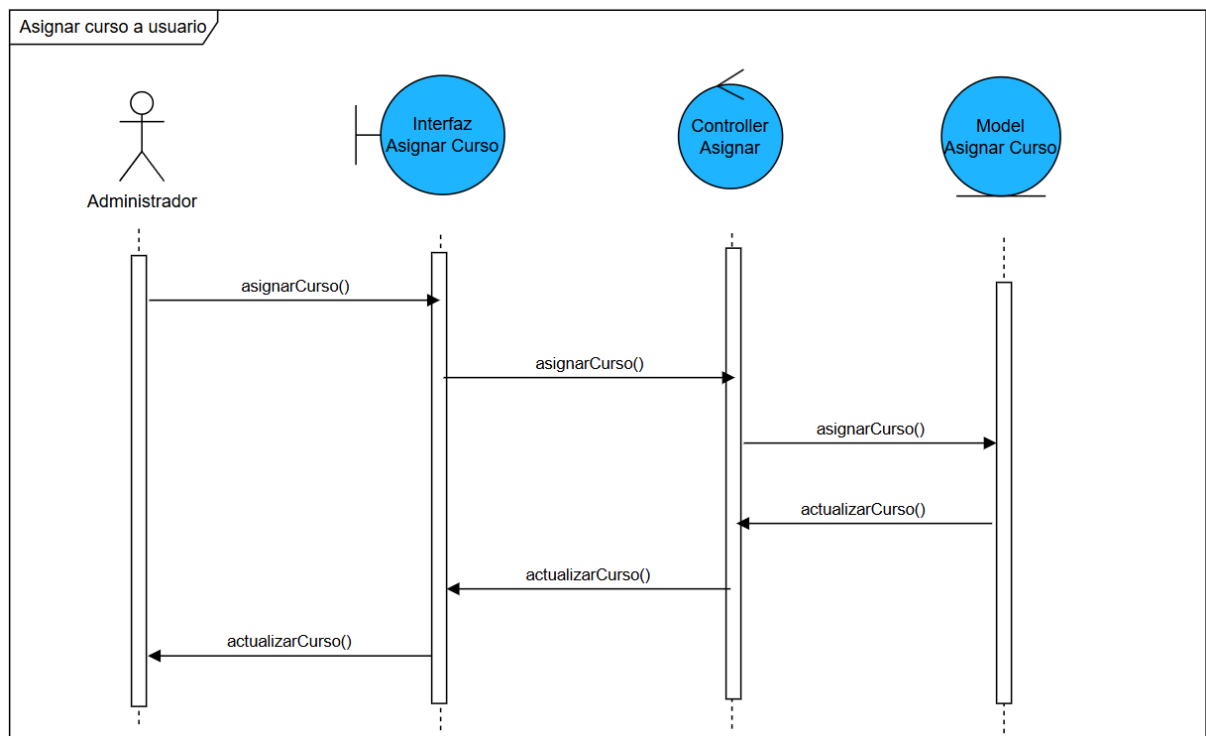 Asignar curso a usuario
Interfaz
Asignar Curso
Controller
Asignar
Model
Asignar Curso
Administrador
asignarCurso()
asignarCurso()
asignarCurso()
actualizarCurso()
actualizarCurso()
actualizarCurso()